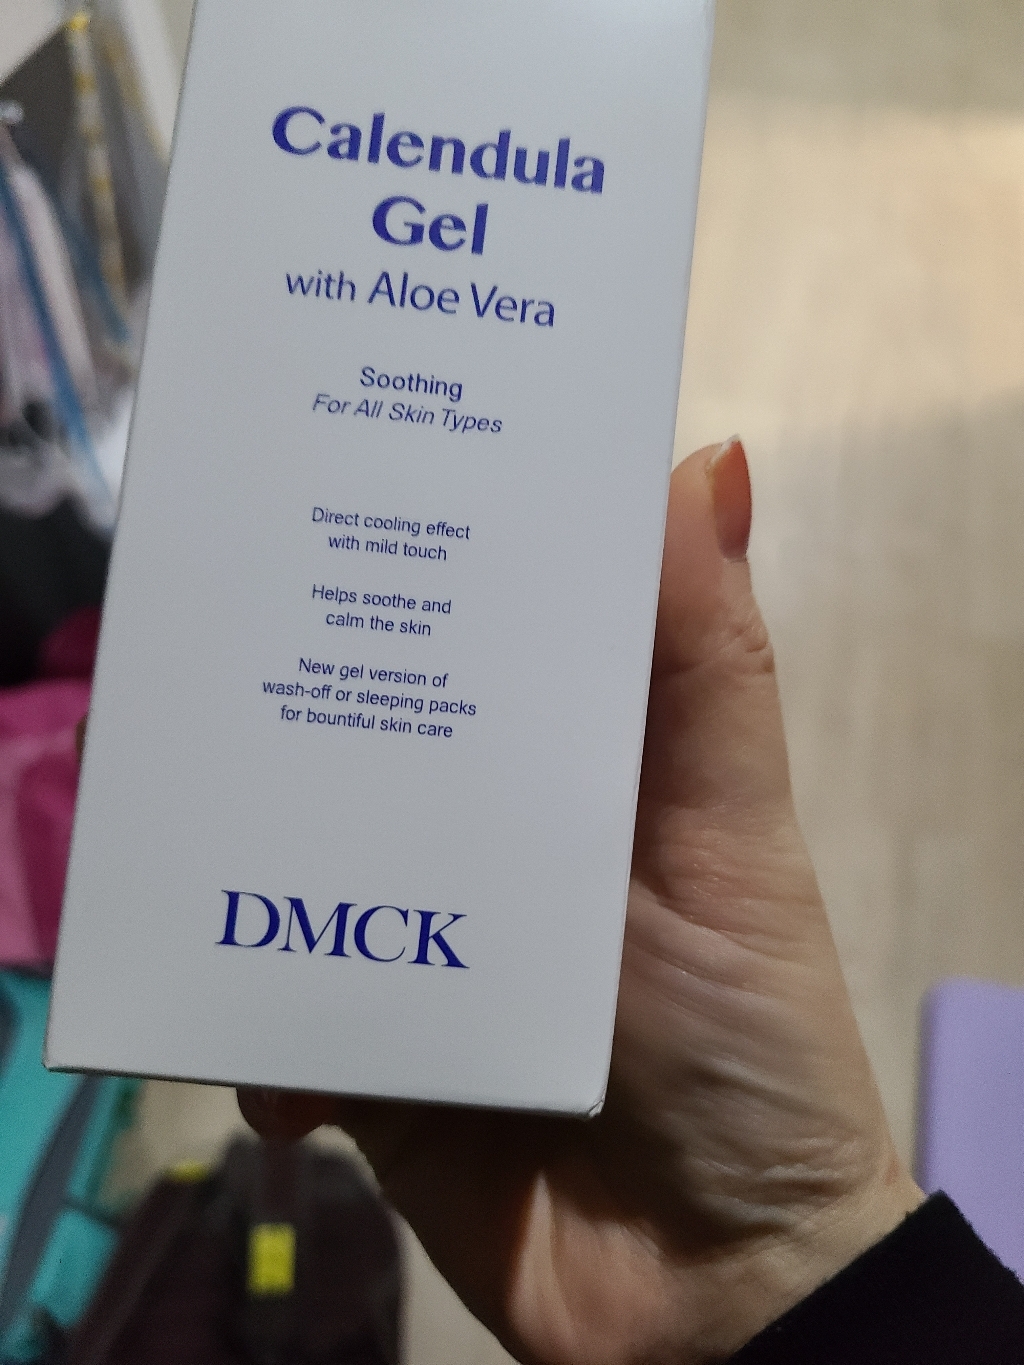 Calendula
Gel
with Aloe Vera
Soothing
For All Skin Types
Direct cooling effect
with mild touch
Helps soothe and
calm the skin
New gel version of
wash-off or sleeping packs
for bountiful skin care
DMCK